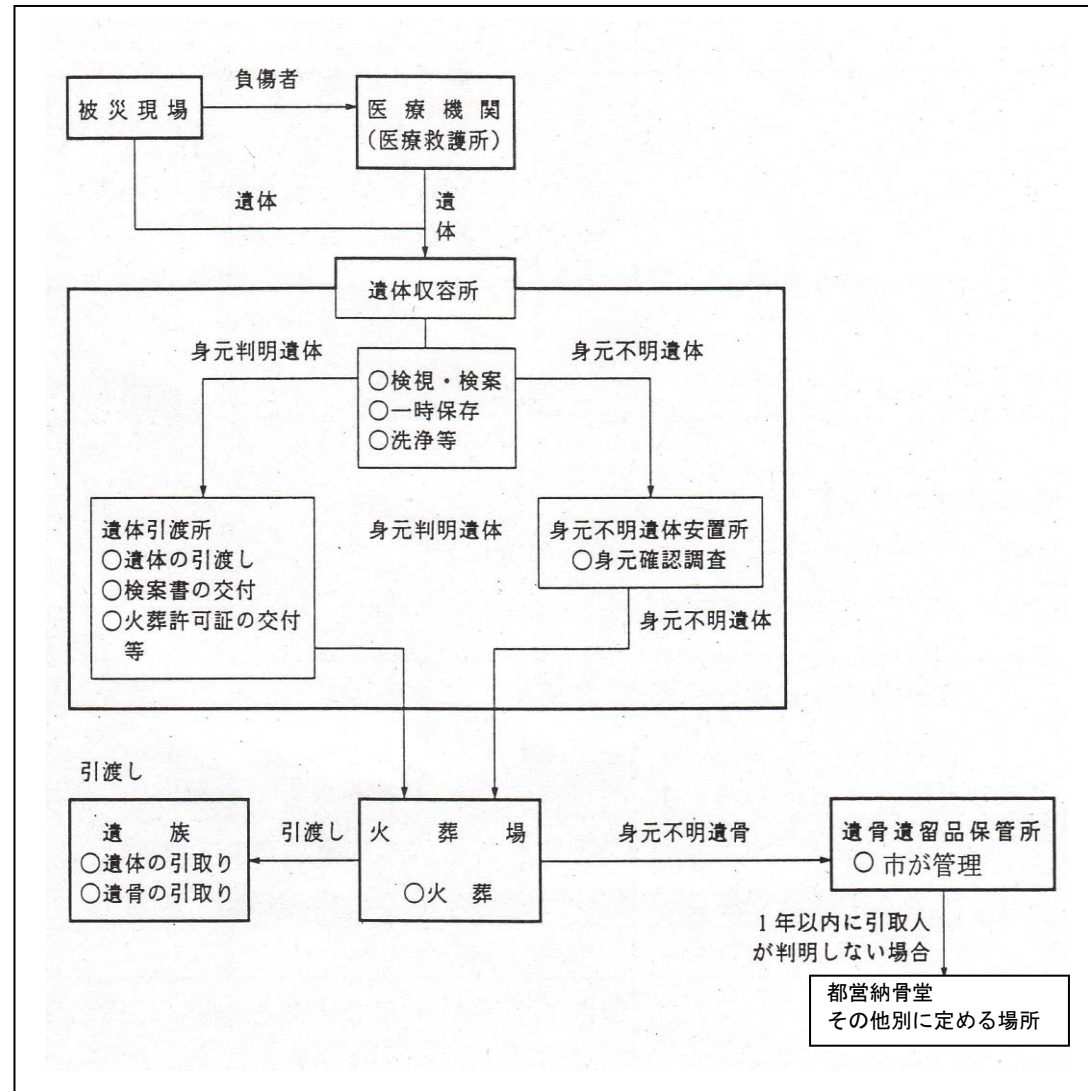 負傷者
被災現場
医療機関
(医療救護所)
遺体
遺
体
遺体収容所
身元判明遺体
身元不明遺体
○検視・検案
○一時保存
○洗浄等
遺体引渡所
○遺体の引渡し
○検案書の交付
○火葬許可証の交付
等
身元判明遺体
身元不明遺体安置所
○身元確認調査
身元不明遺体
引渡し
遺族
○遺体の引取り
○遺骨の引取り
引渡し
火葬場
○火葬
身元不明遺骨
遺骨遺留品保管所
○ 市が管理
1年以内に引取人
が判明しない場合
都営納骨堂
その他別に定める場所